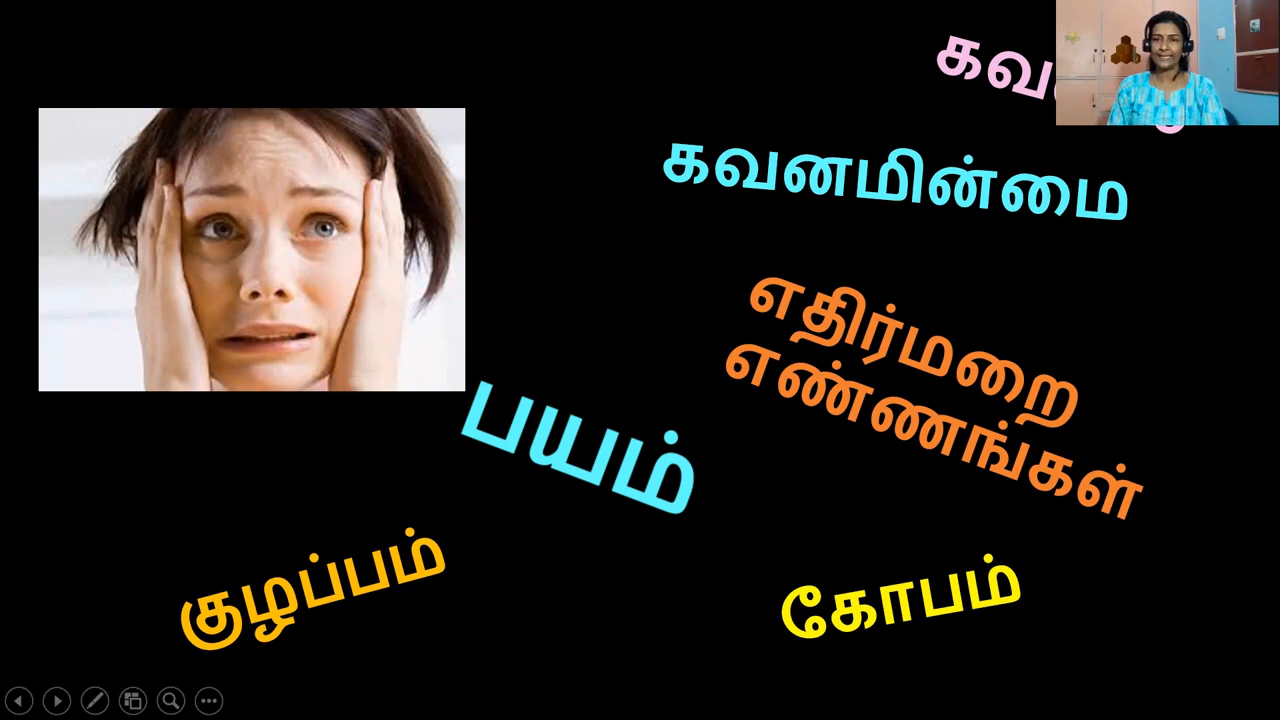 கவனமின்மை
எதிர்மறை
எண்ணங்கள்
பயம்
குழப்பம்
கோபம்